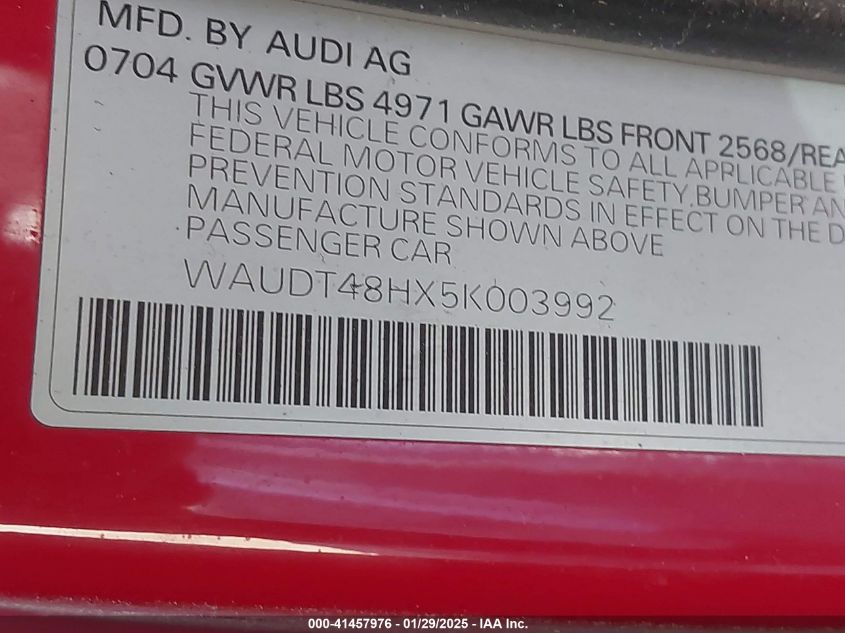 MFD. BY AUDI AG
0704 GVWR LBS 4971 GAWR LBS FRONT 2568/REA
THIS VEHICLE CONFORMS TO ALL APPLICABLE
FEDERAL MOTOR VEHICLE SAFETY.BUMPER AN
PREVENTION STANDARDS IN EFFECT ON THE D
MANUFACTURE SHOWN ABOVE
PASSENGER CAR
WAUDT48HX5K003992
000-41457976 - 01/29/2025 - IAA Inc.